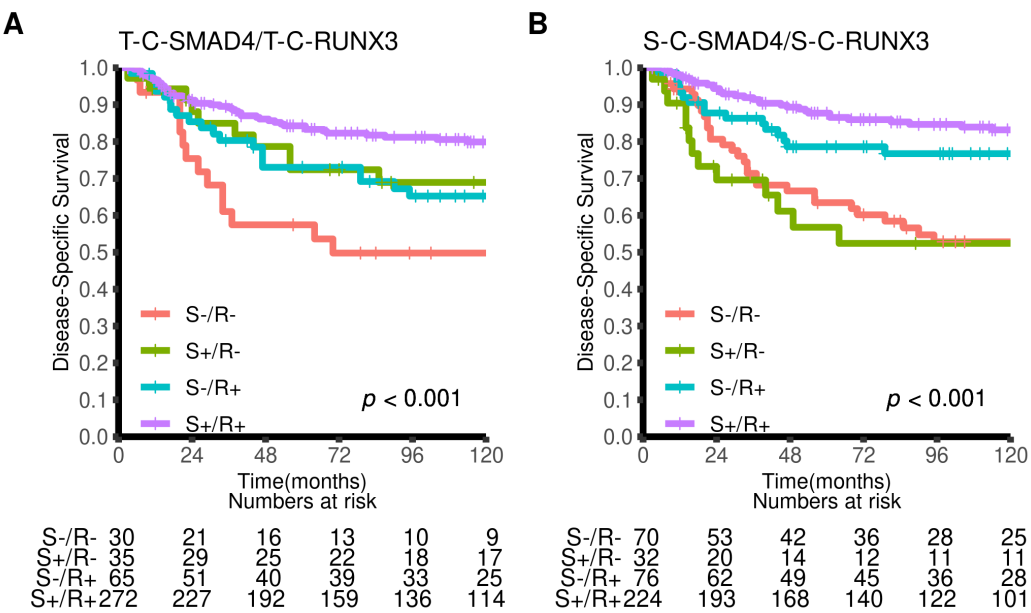 A
T-C-SMAD4/T-C-RUNX3
Disease-Specific Survival
1.0
0.9
0.8
0.7
0.6
0.5
0.4
0.3
0.2
0.1
0.0
S-/R-
S+/R-
S-/R+
S+/R+
p < 0.001
0 24 48 72 96 120
Time(months)
Numbers at risk
S-/R- 30 21 16 13 10 9
S+/R- 35 29 25 22 18 17
S-/R+ 65 51 40 39 33 25
S+/R+ 272 227 192 159 136 114
B
S-C-SMAD4/S-C-RUNX3
Disease-Specific Survival
1.0
0.9
0.8
0.7
0.6
0.5
0.4
0.3
0.2
0.1
0.0
S-/R-
S+/R-
S-/R+
S+/R+
p < 0.001
0 24 48 72 96 120
Time(months)
Numbers at risk
S-/R- 70 53 42 36 28 25
S+/R- 32 20 14 12 11 11
S-/R+ 76 62 49 45 36 28
S+/R+ 224 193 168 140 122 101